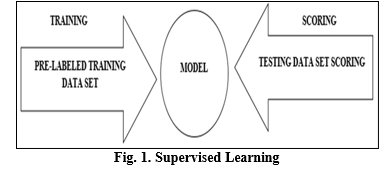 TRAINING
SCORING
PRE-LABELED TRAINING
DATA SET
MODEL
TESTING DATA SET SCORING
Fig. 1. Supervised Learning